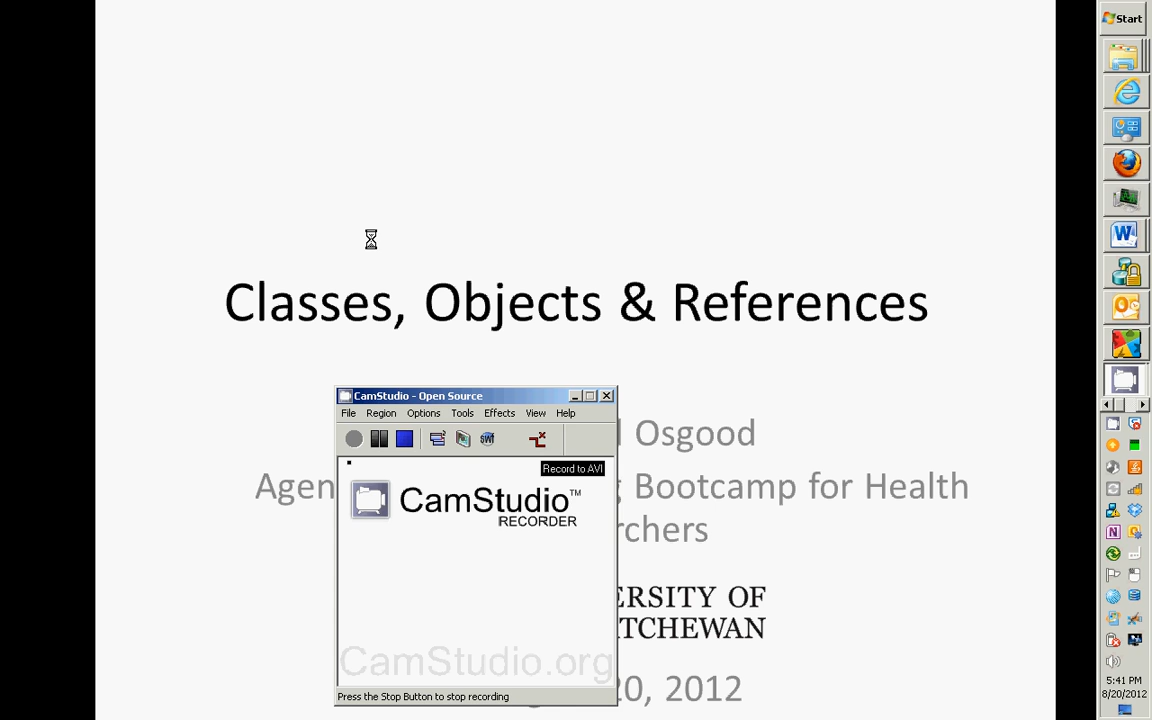 Start
Classes, Objects & References
CamStudio - Open Source
File Region Options Tools Effects View Help
Osgood
Record to AVI
Agen
Bootcamp for Health
CamStudio™
RECORDER
rchers
ERSITY OF
TCHEWAN
CamStudio.org
20, 2012
Press the Stop Button to stop recording
5:41 PM
8/20/2012